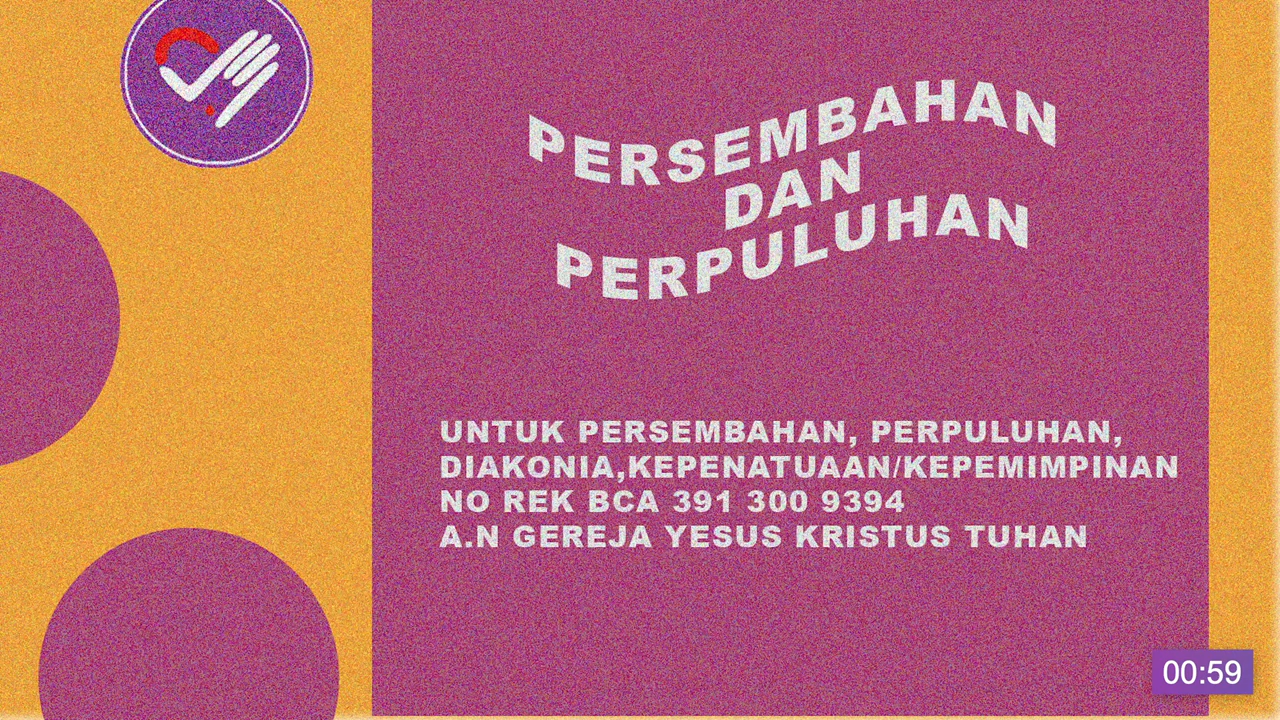 PERSEMBAHAN
DAN
PERPULUHAN
UNTUK PERSEMBAHAN, PERPULUHAN,
DIAKONIA,KEPENATUAAN/KEPEMIMPINAN
NO REK BCA 391 300 9394
A.N GEREJA YESUS KRISTUS TUHAN
00:59